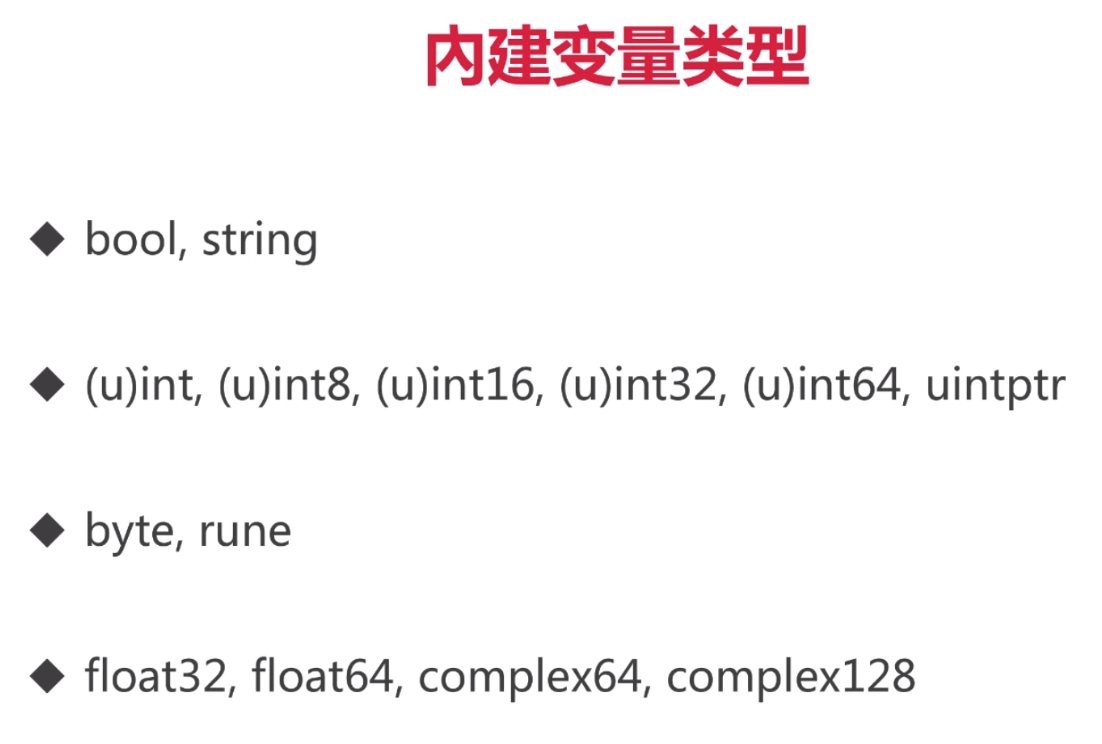 内建变量类型
◆ bool, string
◆ (u)int, (u)int8, (u)int16, (u)int32, (u)int64, uintptr
◆ byte, rune
◆ float32, float64, complex64, complex128